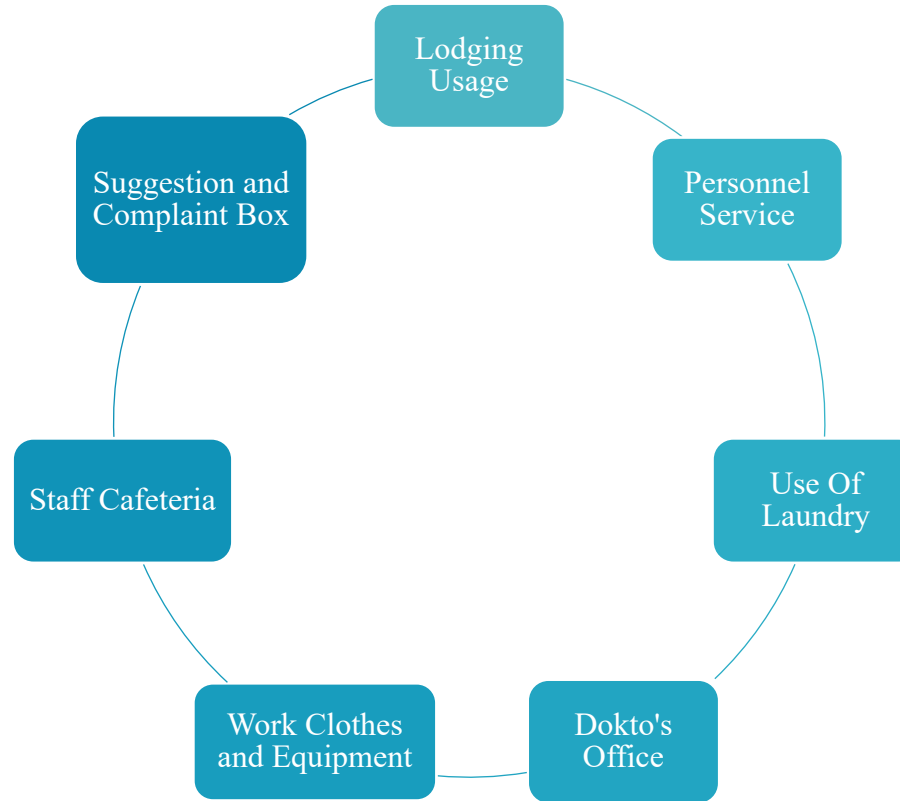 Lodging
Usage
Personnel
Service
Use Of
Laundry
Dokto's
Office
Work Clothes
and Equipment
Staff Cafeteria
Suggestion and
Complaint Box